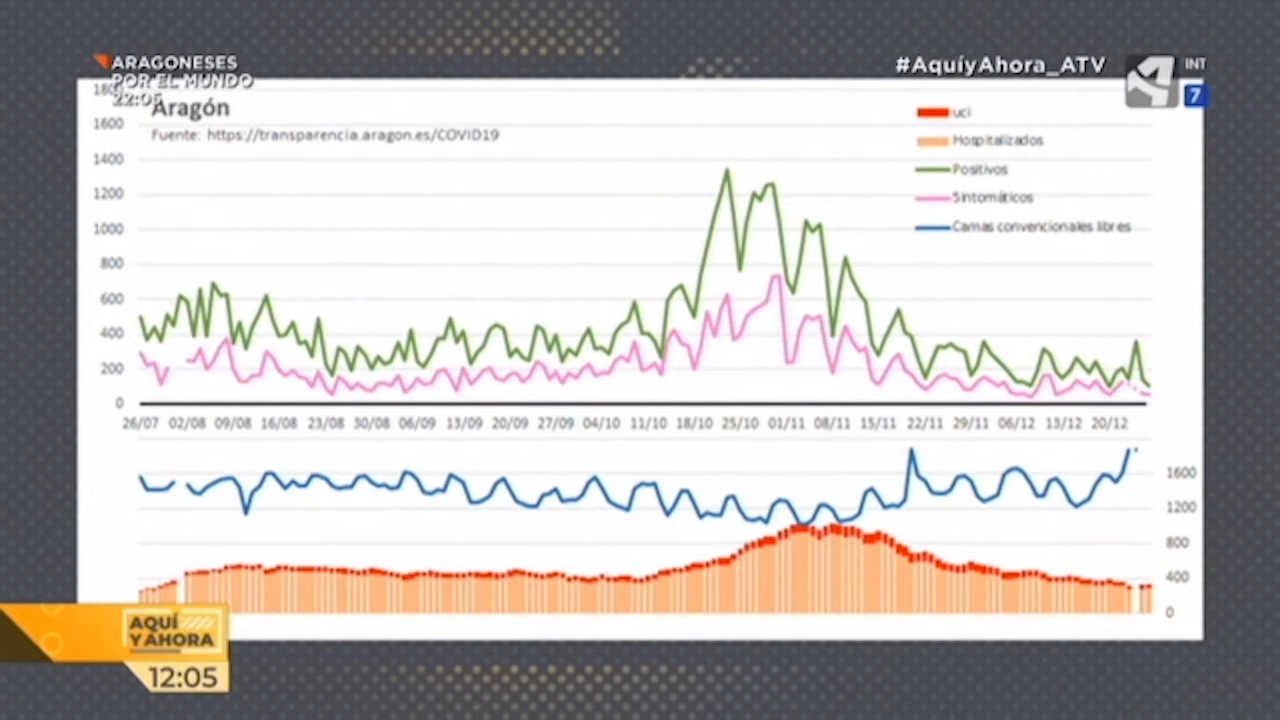 ARAGONESES
POR EL MUNDO
22:05
#AquíyAhora_ATV
INT
7
1800
Aragón
Fuente: https://transparencia.aragon.es/COVID19
uci
Hospitalizados
Positivos
Sintomáticos
Camas convencionales libres
1600
1400
1200
1000
800
600
400
200
0
26/07 02/08 09/08 16/08 23/08 30/08 06/09 13/09 20/09 27/09 04/10 11/10 18/10 25/10 01/11 08/11 15/11 22/11 29/11 06/12 13/12 20/12
1600
1200
800
400
0
AQUÍ
Y AHORA
12:05